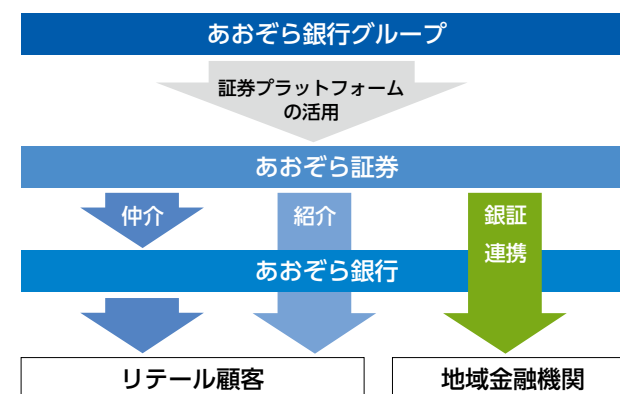 あおぞら銀行グループ
証券プラットフォーム
の活用
あおぞら証券
仲介
紹介
銀証
連携
あおぞら銀行
リテール顧客
地域金融機関